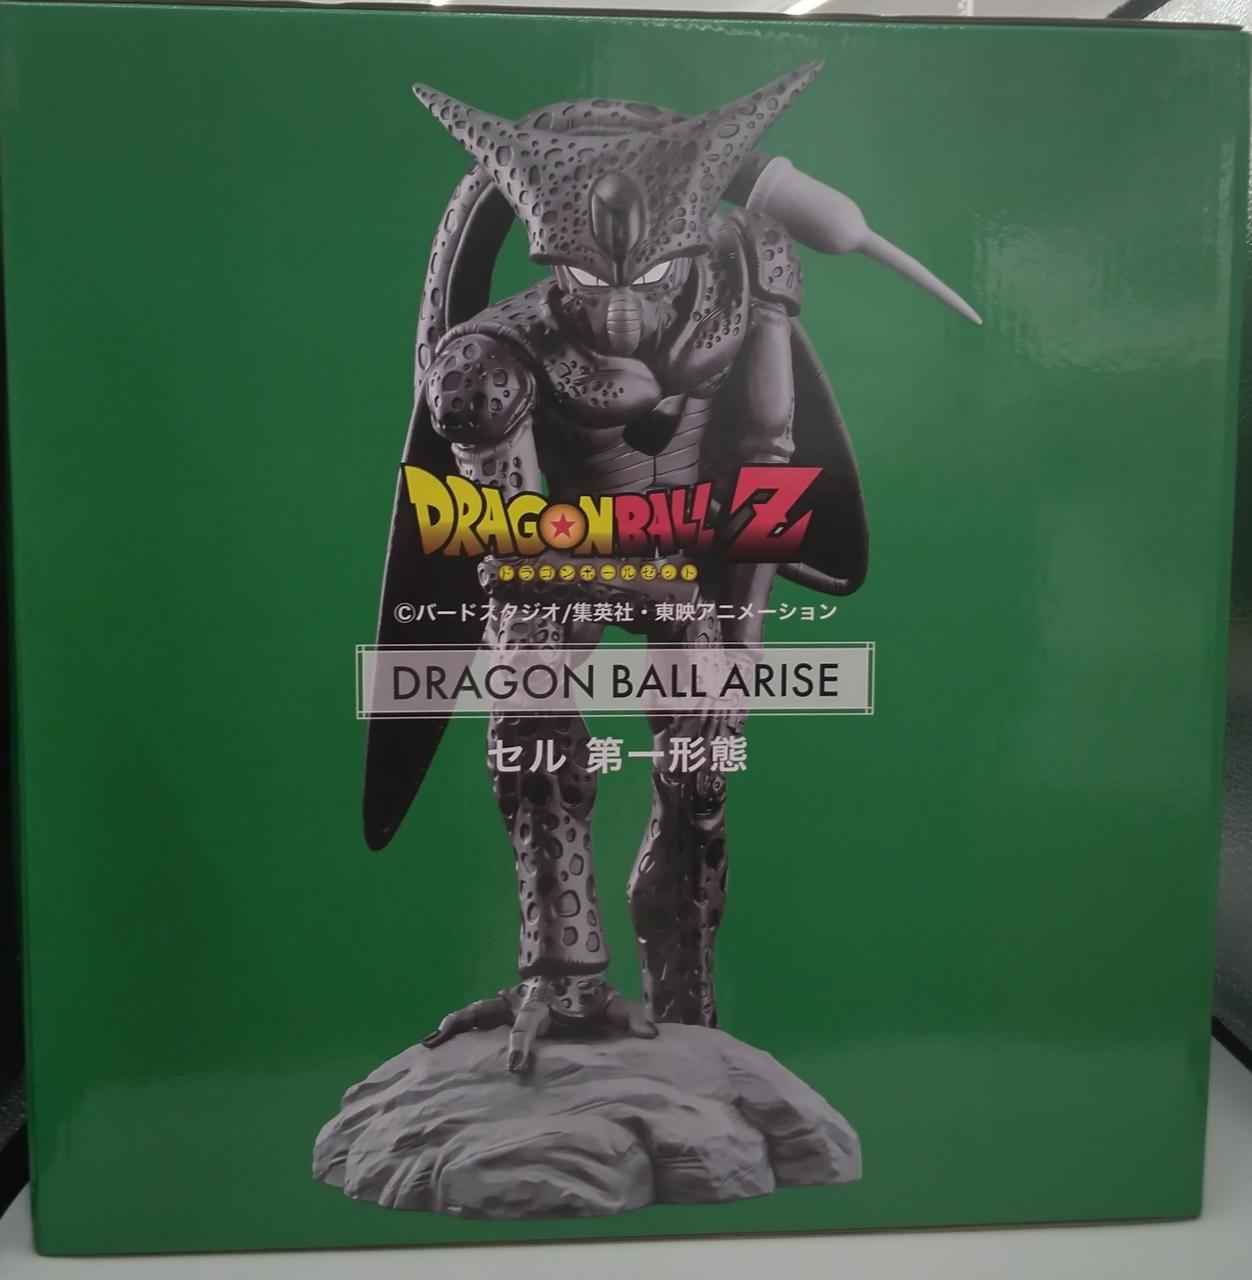 DRAGONBALL Z
ドラゴンボールゼット
©バードスタジオ/集英社・東映アニメーション
DRAGON BALL ARISE
セル 第一形態